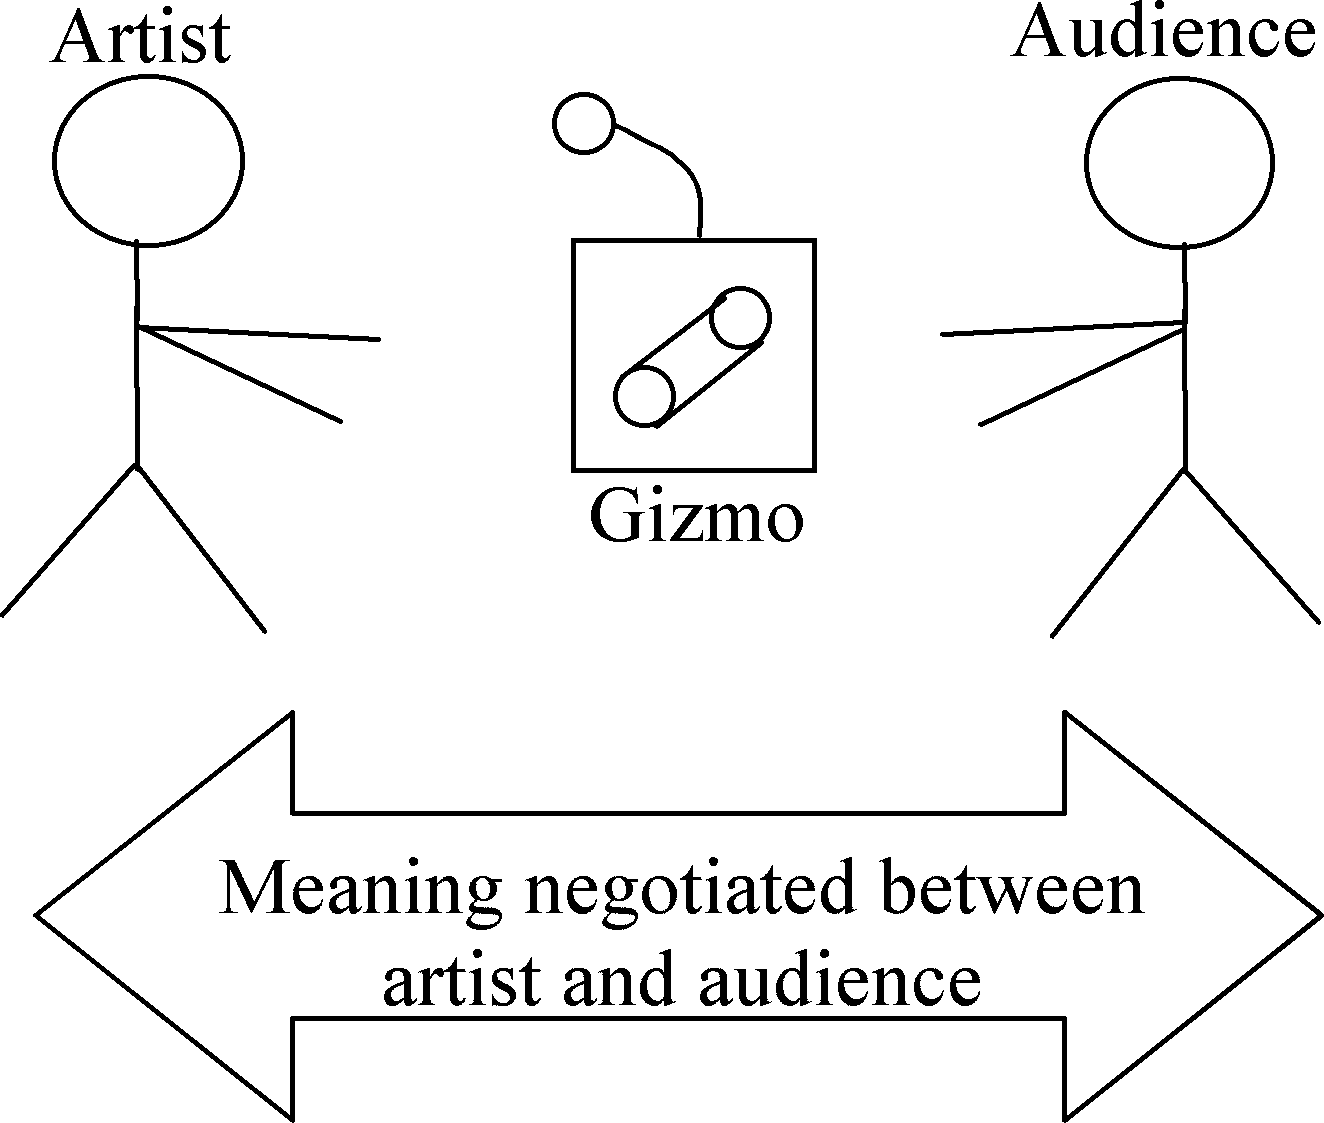 Artist
Audience
Gizmo
Meaning negotiated between
artist and audience